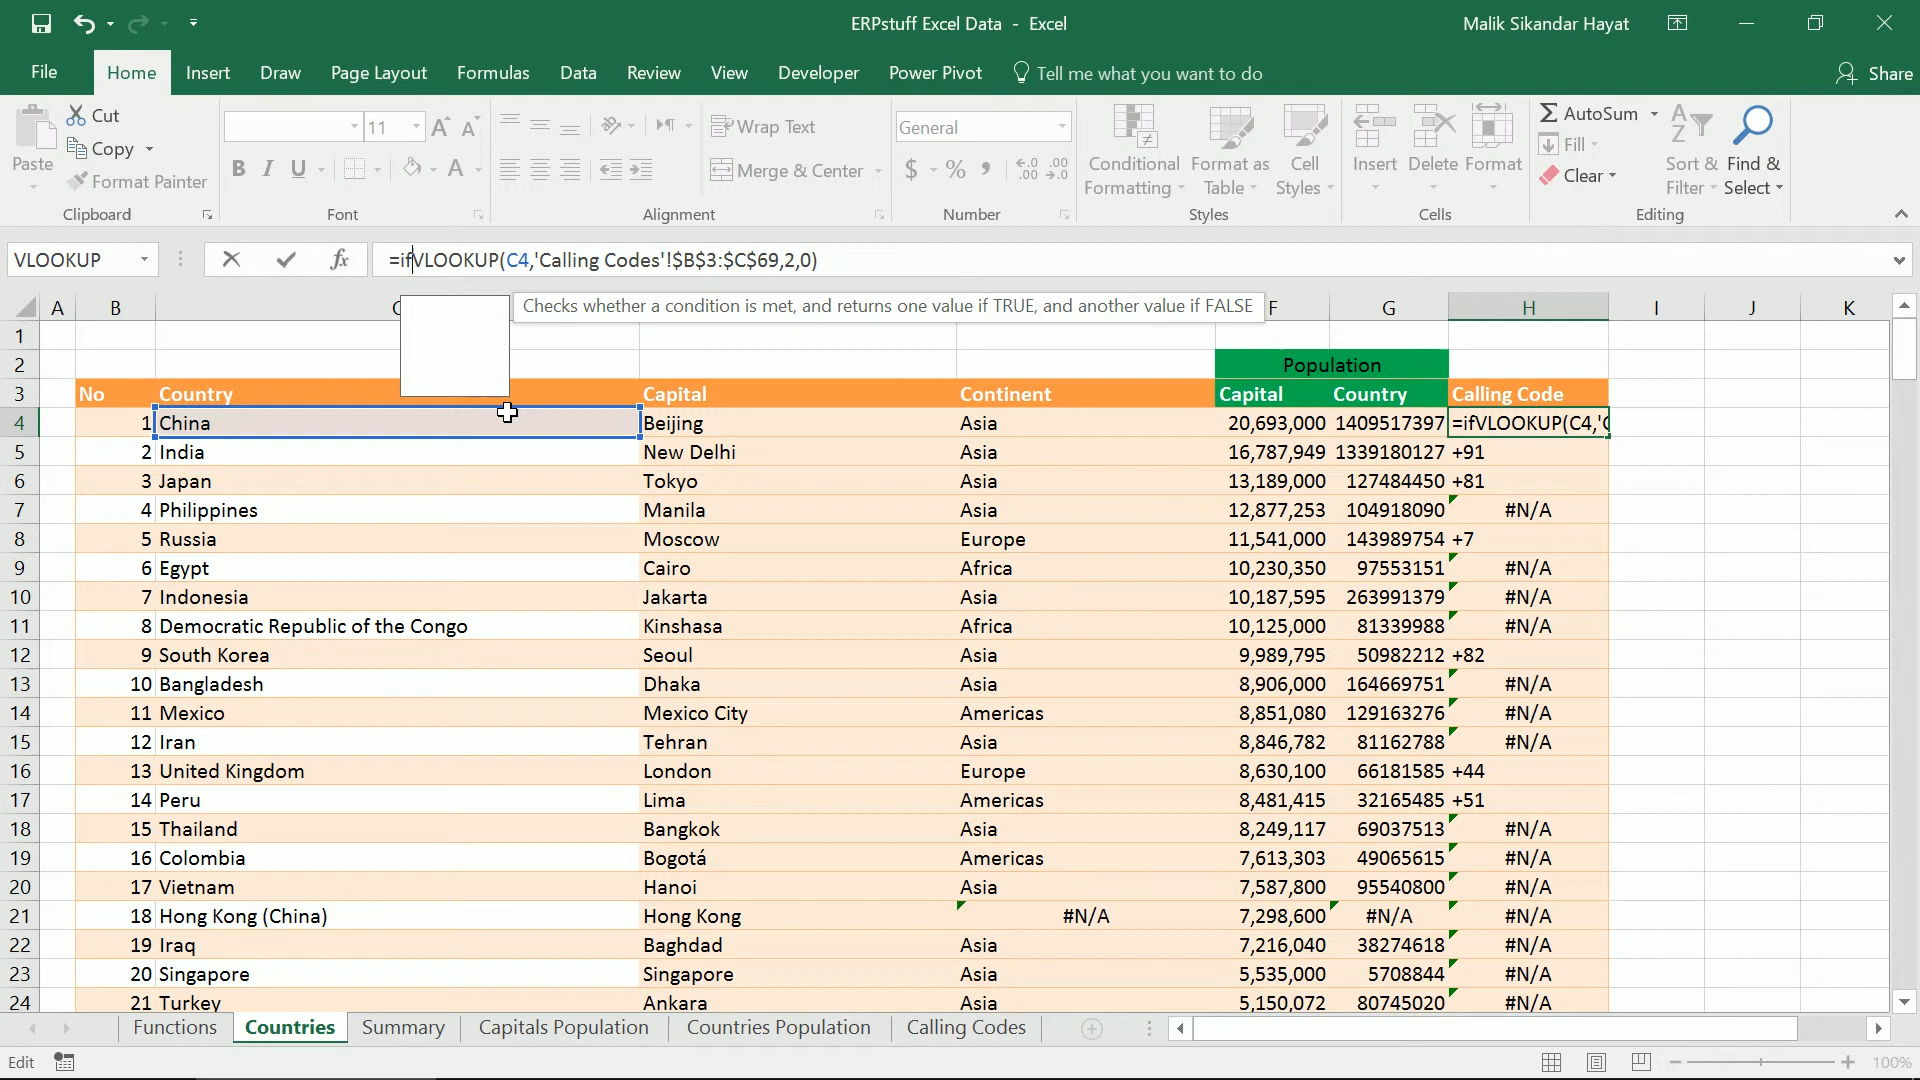 ERPstuff Excel Data - Excel
Malik Sikandar Hayat
File Home Insert Draw Page Layout Formulas Data Review View Developer Power Pivot Tell me what you want to do Share
Paste
Cut
Copy
Format Painter
Clipboard
11
B I U
Font
Wrap Text
Merge & Center
Alignment
General
$ % ,
Number
Conditional Formatting
Format as Table
Cell Styles
Styles
Insert Delete Format
Cells
AutoSum
Fill
Clear
Sort & Filter
Find & Select
Editing
VLOOKUP
fx
=ifVLOOKUP(C4,'Calling Codes'!$B$3:$C$69,2,0)
Checks whether a condition is met, and returns one value if TRUE, and another value if FALSE
A B C F G H I J K
1
2 Population
3 No Country Capital Continent Capital Country Calling Code
4 1 China Beijing Asia 20,693,000 1409517397 =ifVLOOKUP(C4,'C
5 2 India New Delhi Asia 16,787,949 1339180127 +91
6 3 Japan Tokyo Asia 13,189,000 127484450 +81
7 4 Philippines Manila Asia 12,877,253 104918090 #N/A
8 5 Russia Moscow Europe 11,541,000 143989754 +7
9 6 Egypt Cairo Africa 10,230,350 97553151 #N/A
10 7 Indonesia Jakarta Asia 10,187,595 263991379 #N/A
11 8 Democratic Republic of the Congo Kinshasa Africa 10,125,000 81339988 #N/A
12 9 South Korea Seoul Asia 9,989,795 50982212 +82
13 10 Bangladesh Dhaka Asia 8,906,000 164669751 #N/A
14 11 Mexico Mexico City Americas 8,851,080 129163276 #N/A
15 12 Iran Tehran Asia 8,846,782 81162788 #N/A
16 13 United Kingdom London Europe 8,630,100 66181585 +44
17 14 Peru Lima Americas 8,481,415 32165485 +51
18 15 Thailand Bangkok Asia 8,249,117 69037513 #N/A
19 16 Colombia Bogotá Americas 7,613,303 49065615 #N/A
20 17 Vietnam Hanoi Asia 7,587,800 95540800 #N/A
21 18 Hong Kong (China) Hong Kong #N/A 7,298,600 #N/A #N/A
22 19 Iraq Baghdad Asia 7,216,040 38274618 #N/A
23 20 Singapore Singapore Asia 5,535,000 5708844 #N/A
24 21 Turkey Ankara Asia 5,150,072 80745020 #N/A
Functions Countries Summary Capitals Population Countries Population Calling Codes
Edit
100%